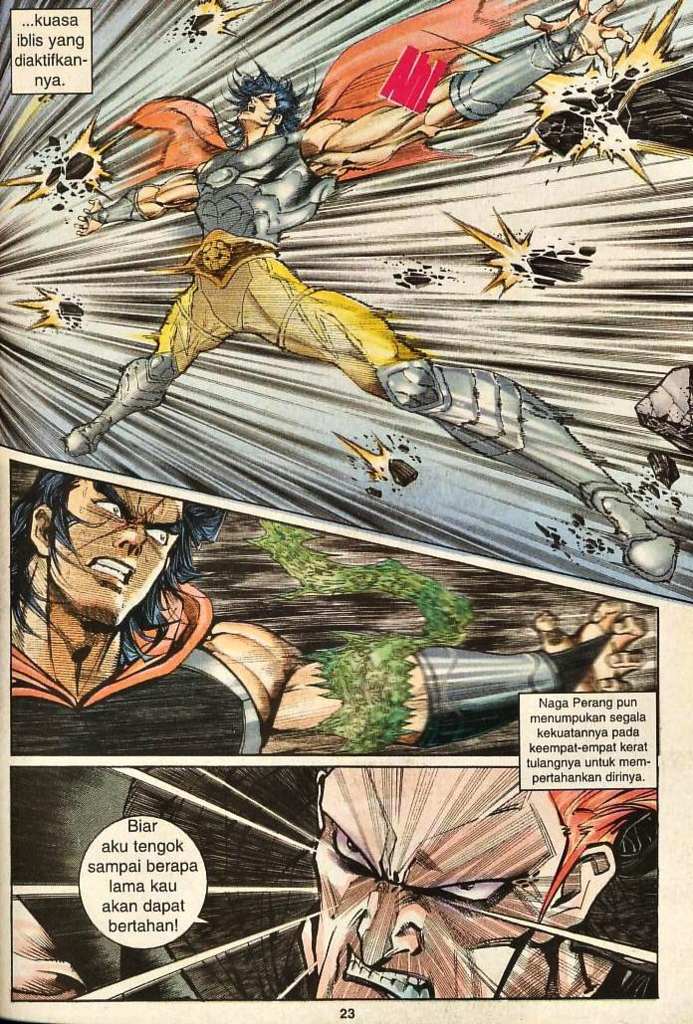 ...kuasa
iblis yang
diaktifkan-
nya.
Naga Perang pun
menumpukan segala
kekuatannya pada
keempat-empat kerat
tulangnya untuk mem-
pertahankan dirinya.
Biar
aku tengok
sampai berapa
lama kau
akan dapat
bertahan!
23